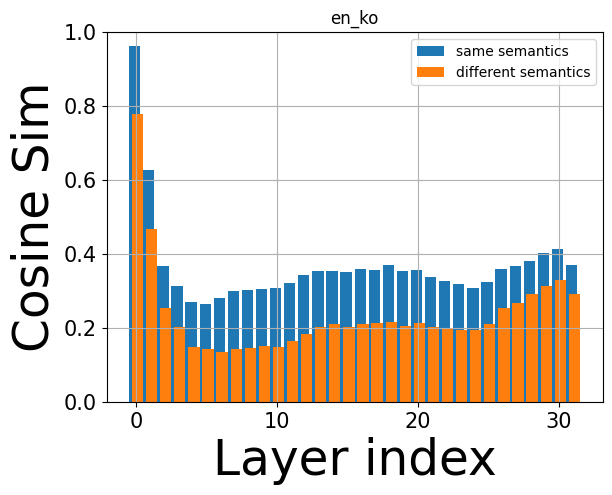 en_ko
same semantics
different semantics
1.0
0.8
0.6
0.4
0.2
0.0
Cosine Sim
0 10 20 30
Layer index